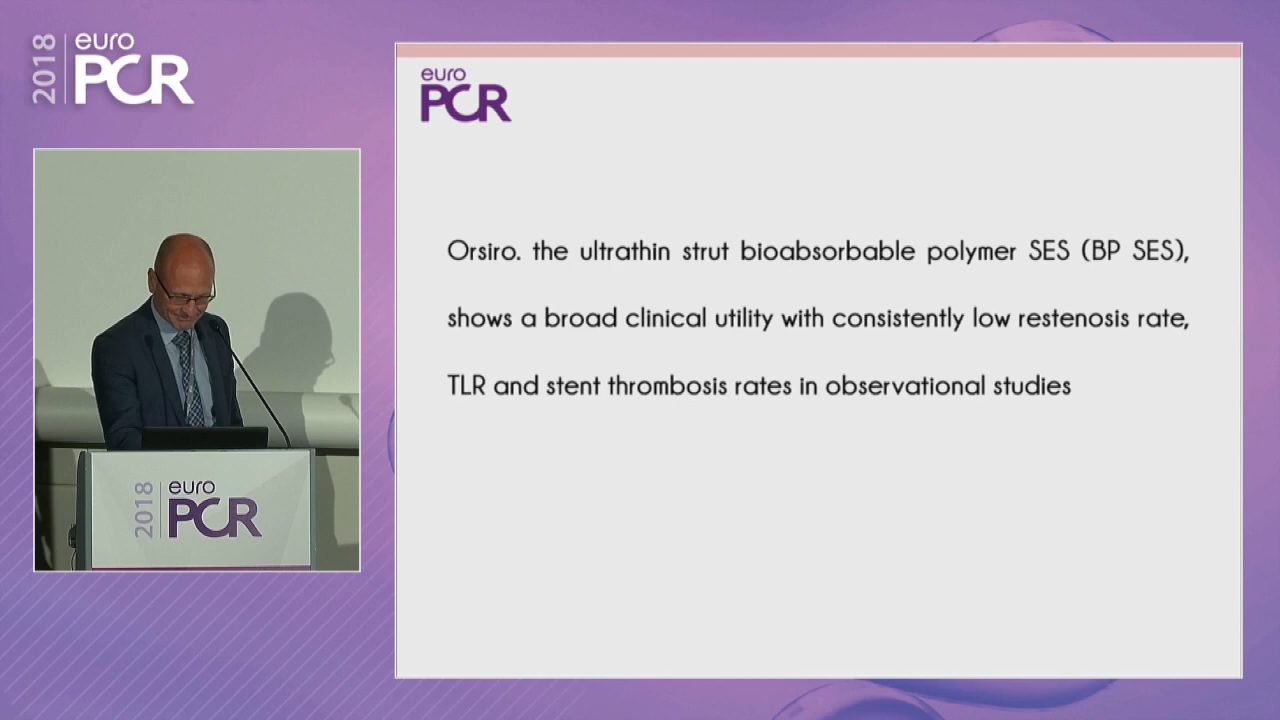 2018
euro
PCR
euro
PCR
Orsiro. the ultrathin strut bioabsorbable polymer SES (BP SES),
shows a broad clinical utility with consistently low restenosis rate,
TLR and stent thrombosis rates in observational studies
2018
euro
PCR